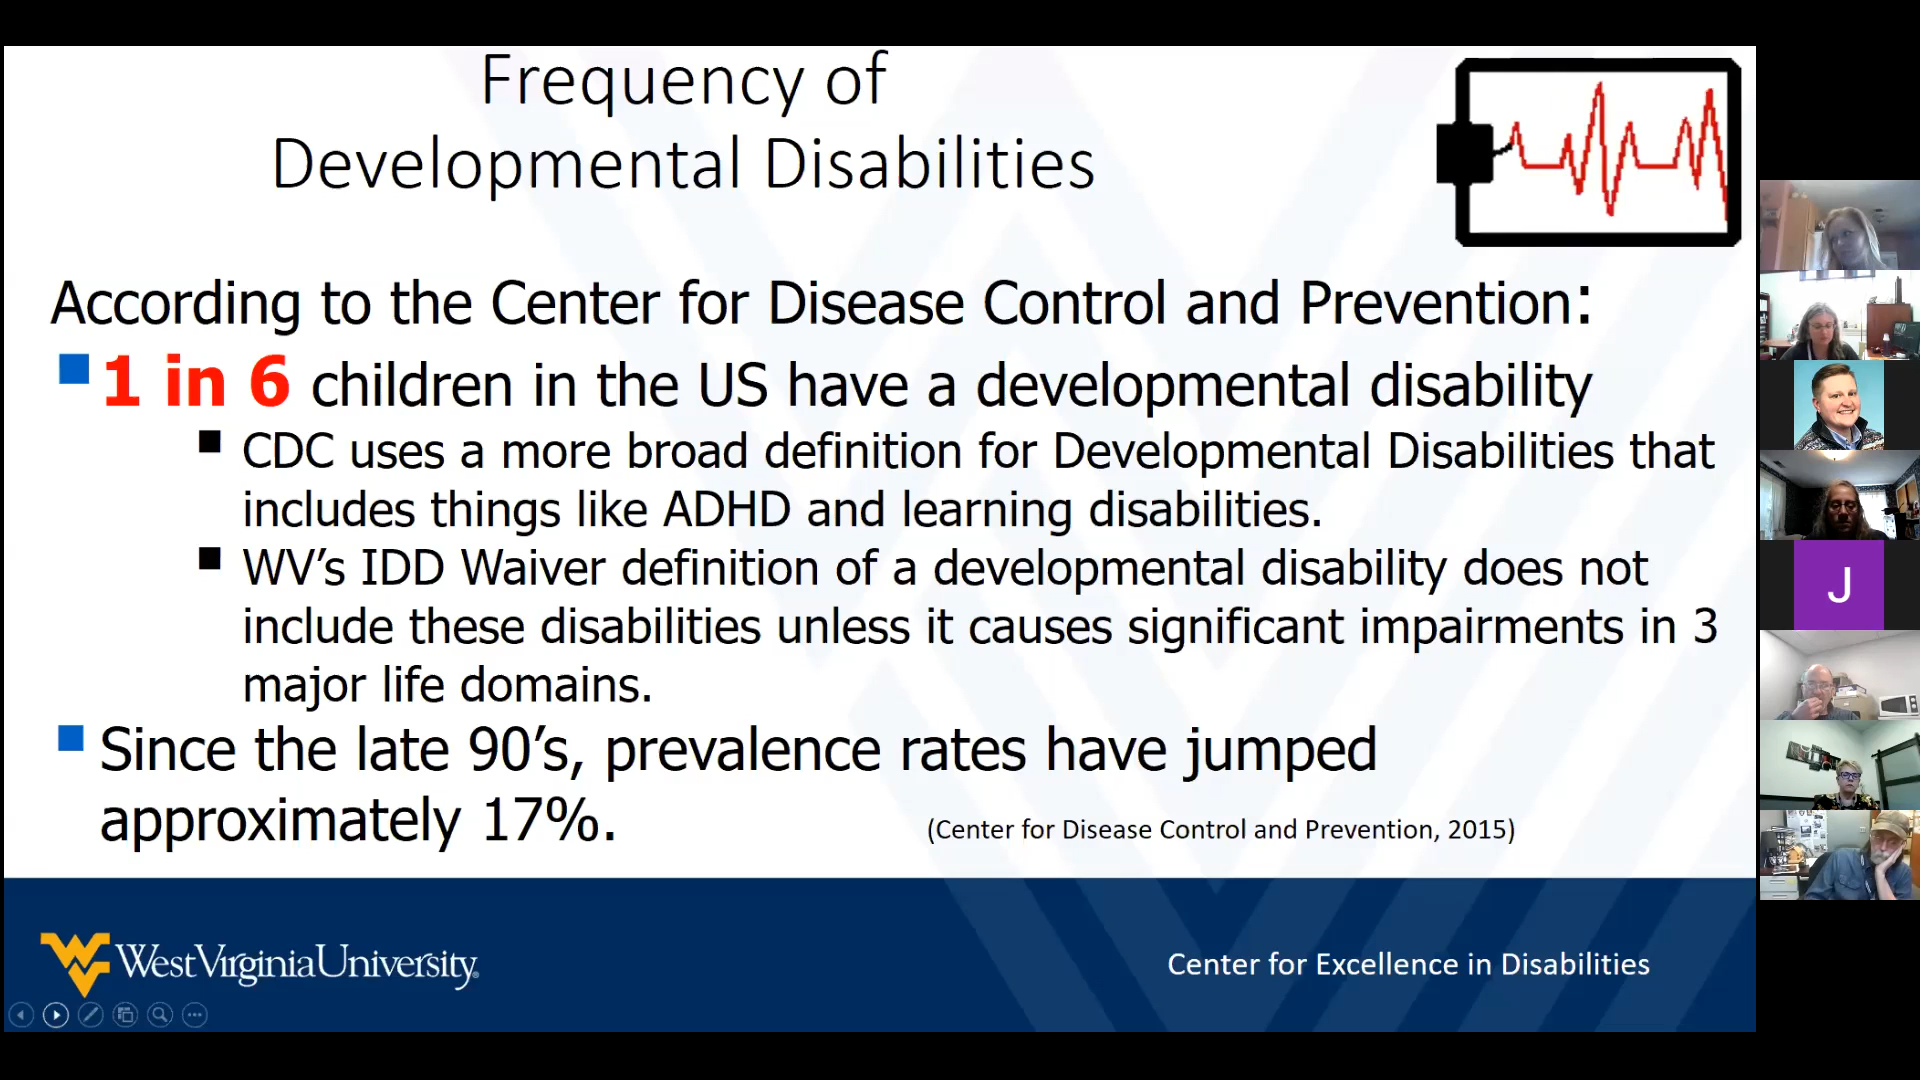 Frequency of
Developmental Disabilities
According to the Center for Disease Control and Prevention:
1 in 6 children in the US have a developmental disability
CDC uses a more broad definition for Developmental Disabilities that
includes things like ADHD and learning disabilities.
WV’s IDD Waiver definition of a developmental disability does not
include these disabilities unless it causes significant impairments in 3
major life domains.
Since the late 90’s, prevalence rates have jumped
approximately 17%.
(Center for Disease Control and Prevention, 2015)
WestVirginiaUniversity®
Center for Excellence in Disabilities
J